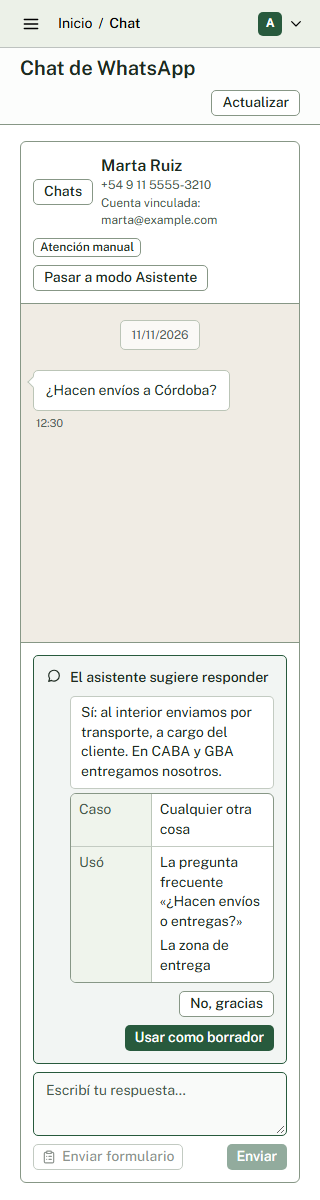 Inicio / Chat
A
Chat de WhatsApp
Actualizar
Chats
Marta Ruiz
+54 9 11 5555-3210
Cuenta vinculada:
marta@example.com
Atención manual
Pasar a modo Asistente
11/11/2026
¿Hacen envíos a Córdoba?
12:30
El asistente sugiere responder
Sí: al interior enviamos por
transporte, a cargo del
cliente. En CABA y GBA
entregamos nosotros.
Caso
Cualquier otra
cosa
Usó
La pregunta
frecuente
«¿Hacen envíos
o entregas?»
La zona de
entrega
No, gracias
Usar como borrador
Escribí tu respuesta...
Enviar formulario
Enviar